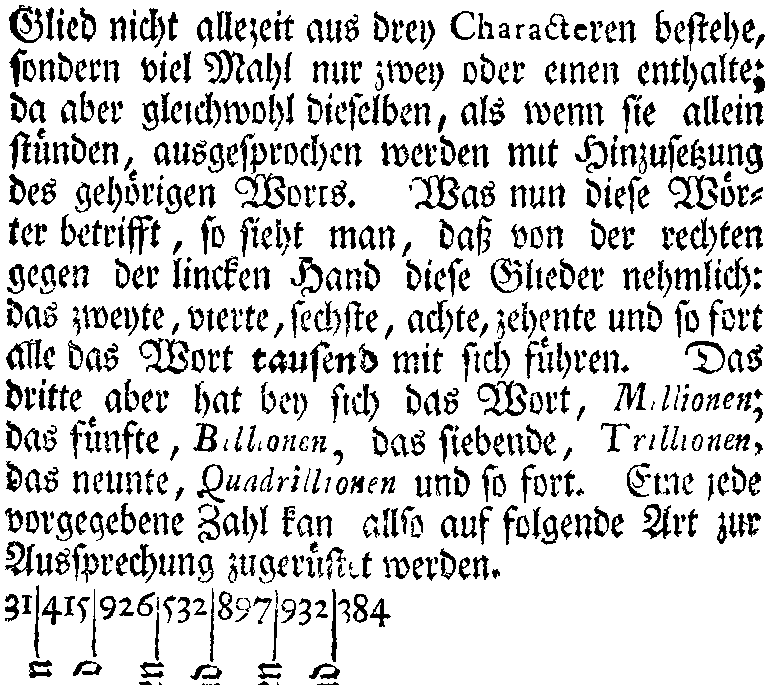 Glied nicht allezeit aus drey Characteren bestehe,
sondern viel Mahl nur zwey oder einen enthalte;
da aber gleichwohl dieselben, als wenn sie allein
stünden, ausgesprochen werden mit Hinzusetzung
des gehörigen Worts. Was nun diese Wör-
ter betrifft, so sieht man, daß von der rechten
gegen der lincken Hand diese Glieder nehmlich:
das zweyte, vierte, sechste, achte, zehente und so fort
alle das Wort tausend mit sich führen. Das
dritte aber hat bey sich das Wort, Millionen;
das fünfte, Billionen, das siebende, Trillionen,
das neunte, Quadrillionen und so fort. Eine jede
vorgegebene Zahl kan allso auf folgende Art zur
Aussprechung zugerüstet werden.
31|415|926|532|897|932|384